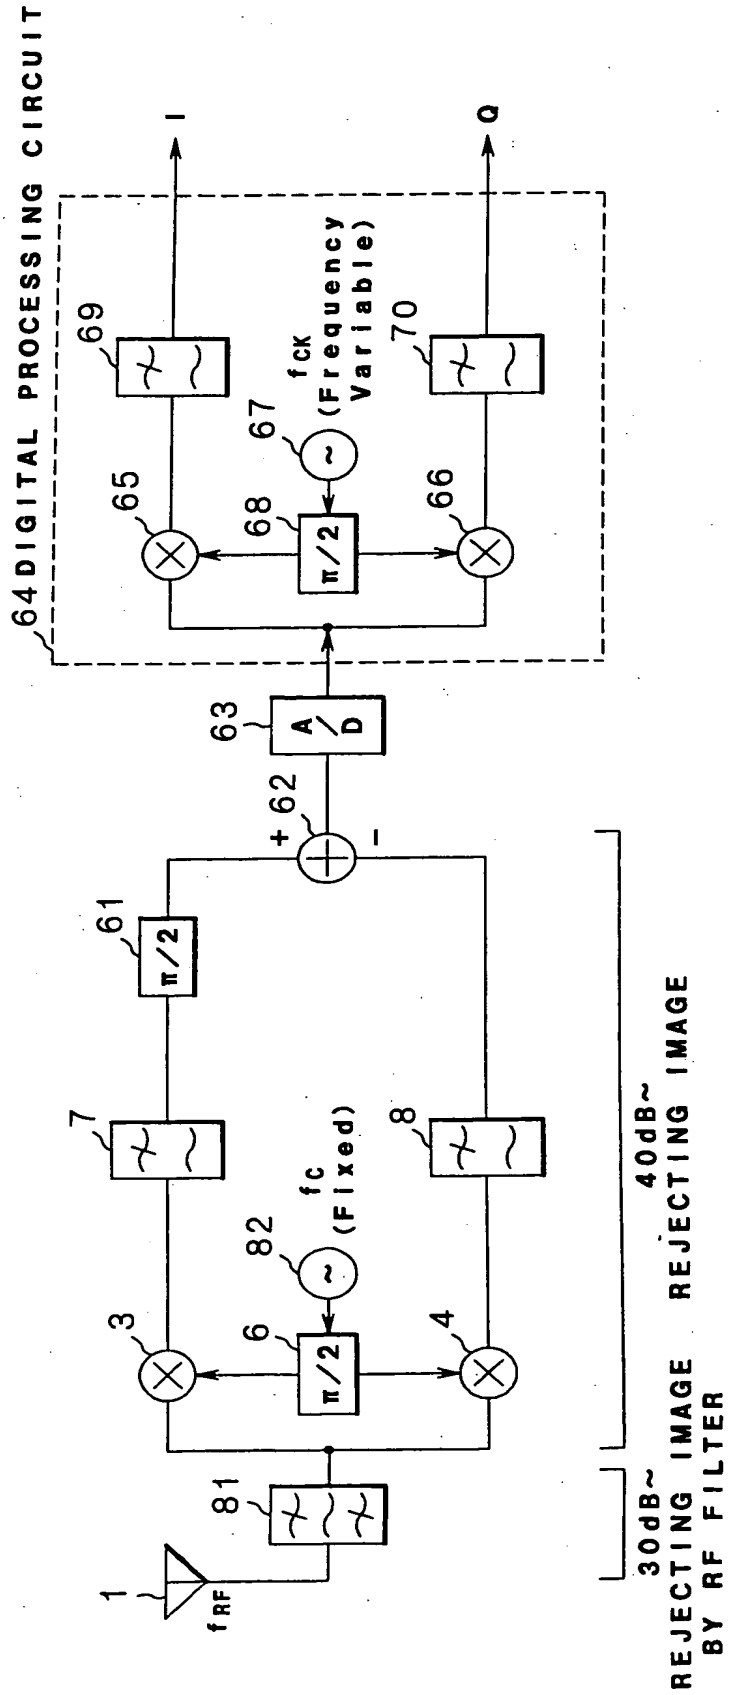 64 DIGITAL PROCESSING CIRCUIT
1
fRF
81
3
6
π/2
82
fC
(Fixed)
4
7
8
61
π/2
+
62
-
63
A/D
65
68
π/2
67
fCK
(Frequency
Variable)
66
69
70
I
Q
30dB~
REJECTING IMAGE
BY RF FILTER
40dB~
REJECTING IMAGE